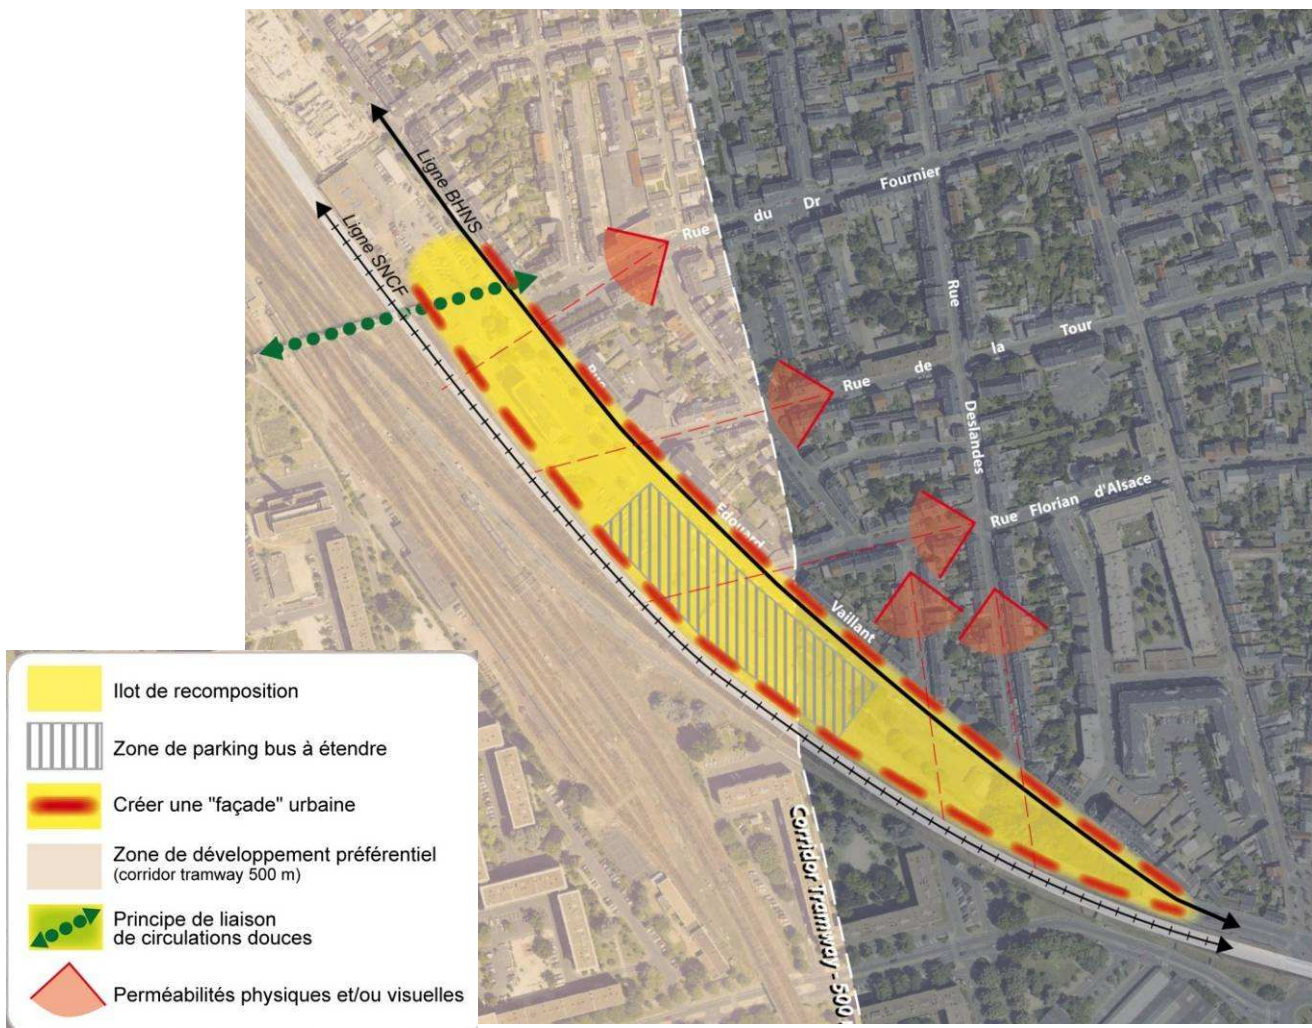 Ligne BHNS
Ligne SNCF
Rue du Dr Fournier
Rue de la Tour
Rue Deslandes
Rue Florian d'Alsace
Rue Edouard Vaillant
Corridor Tramway - 500
Ilot de recomposition
Zone de parking bus à étendre
Créer une "façade" urbaine
Zone de développement préférentiel
(corridor tramway 500 m)
Principe de liaison
de circulations douces
Perméabilités physiques et/ou visuelles